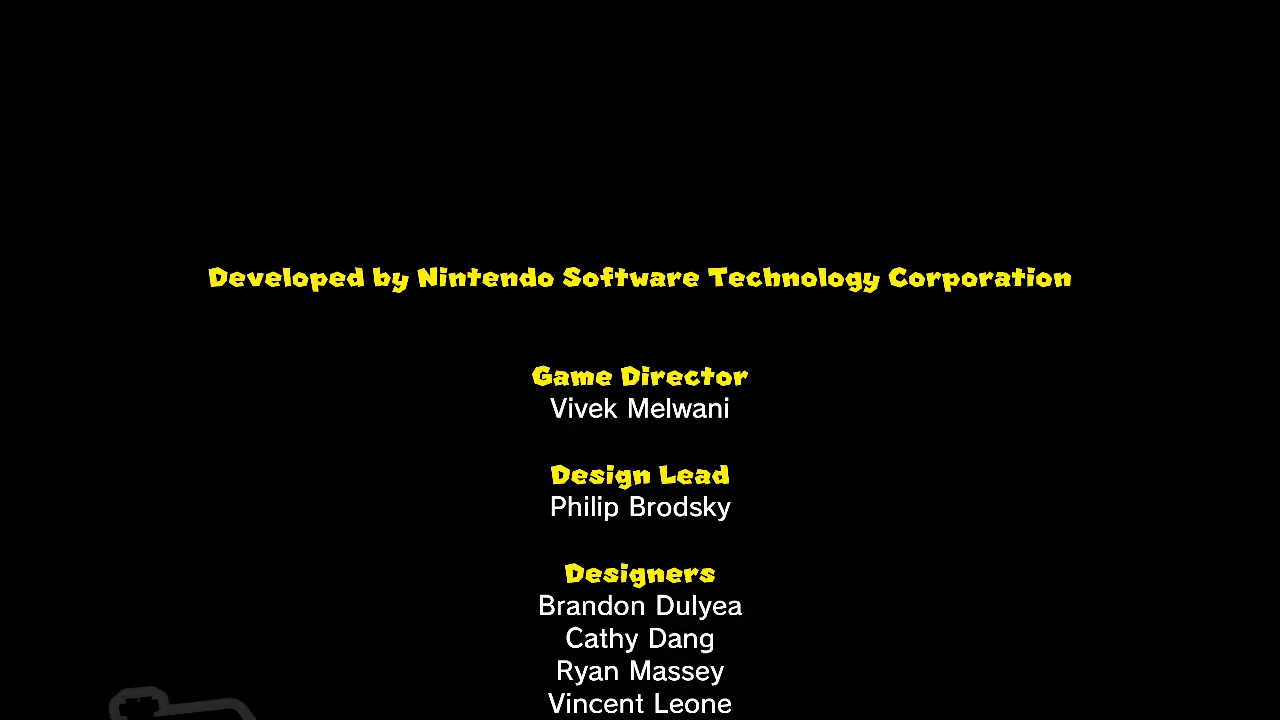 Developed by Nintendo Software Technology Corporation
Game Director
Vivek Melwani
Design Lead
Philip Brodsky
Designers
Brandon Dulyea
Cathy Dang
Ryan Massey
Vincent Leone